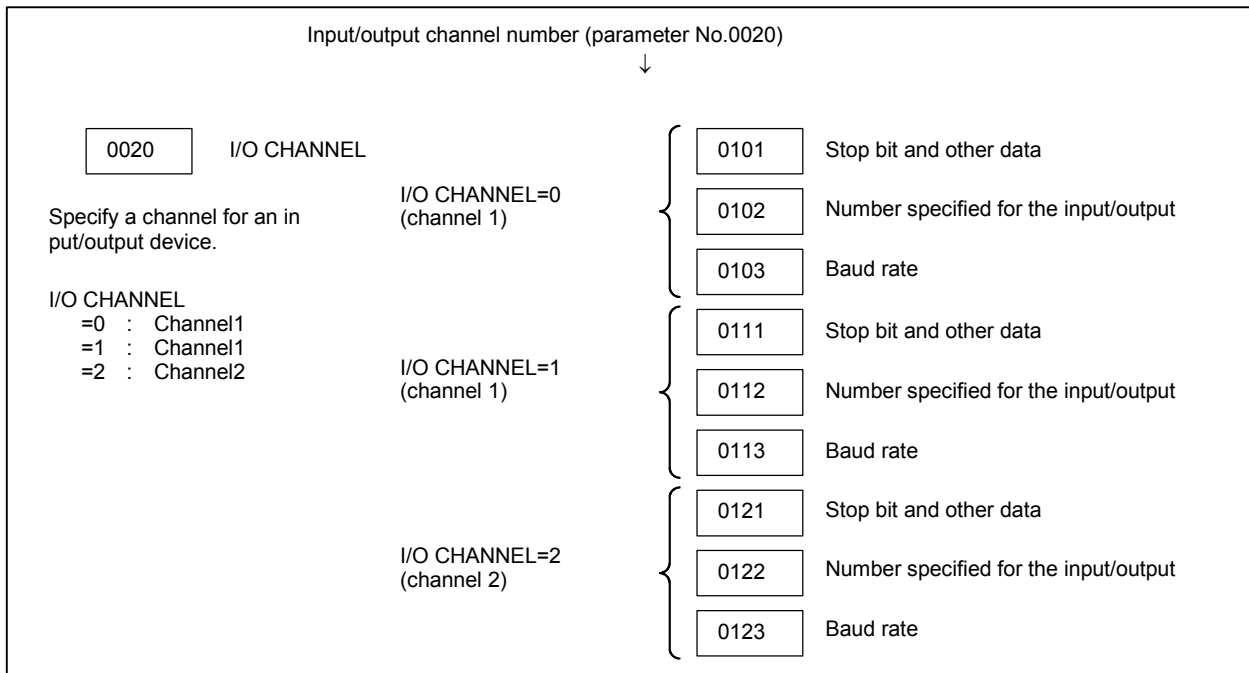 Input/output channel number (parameter No.0020)
↓
0020 I/O CHANNEL
Specify a channel for an in
put/output device.
I/O CHANNEL
=0 : Channel1
=1 : Channel1
=2 : Channel2
I/O CHANNEL=0
(channel 1)
0101 Stop bit and other data
0102 Number specified for the input/output
0103 Baud rate
I/O CHANNEL=1
(channel 1)
0111 Stop bit and other data
0112 Number specified for the input/output
0113 Baud rate
I/O CHANNEL=2
(channel 2)
0121 Stop bit and other data
0122 Number specified for the input/output
0123 Baud rate